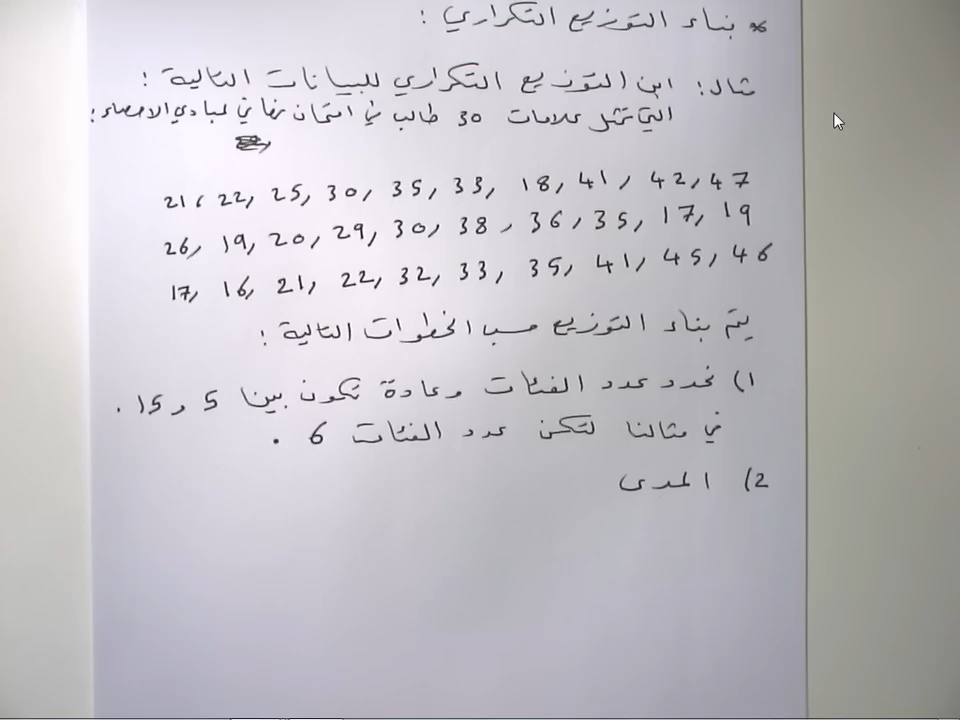 * بناء التوزيع التكراري :
مثال: ابن التوزيع التكراري للبيانات التالية :
التي تمثل علامات 30 طالب في امتحان نهائي لمبادئ الاحصاء :
21, 22, 25, 30, 35, 33, 18, 41, 42, 47
26, 19, 20, 29, 30, 38, 36, 35, 17, 19
17, 16, 21, 22, 32, 33, 35, 41, 45, 46
يتم بناء التوزيع حسب الخطوات التالية :
1) نحدد عدد الفئات وعادة تكون بين 5 و 15 .
في مثالنا لتكن عدد الفئات 6 .
2) المدى